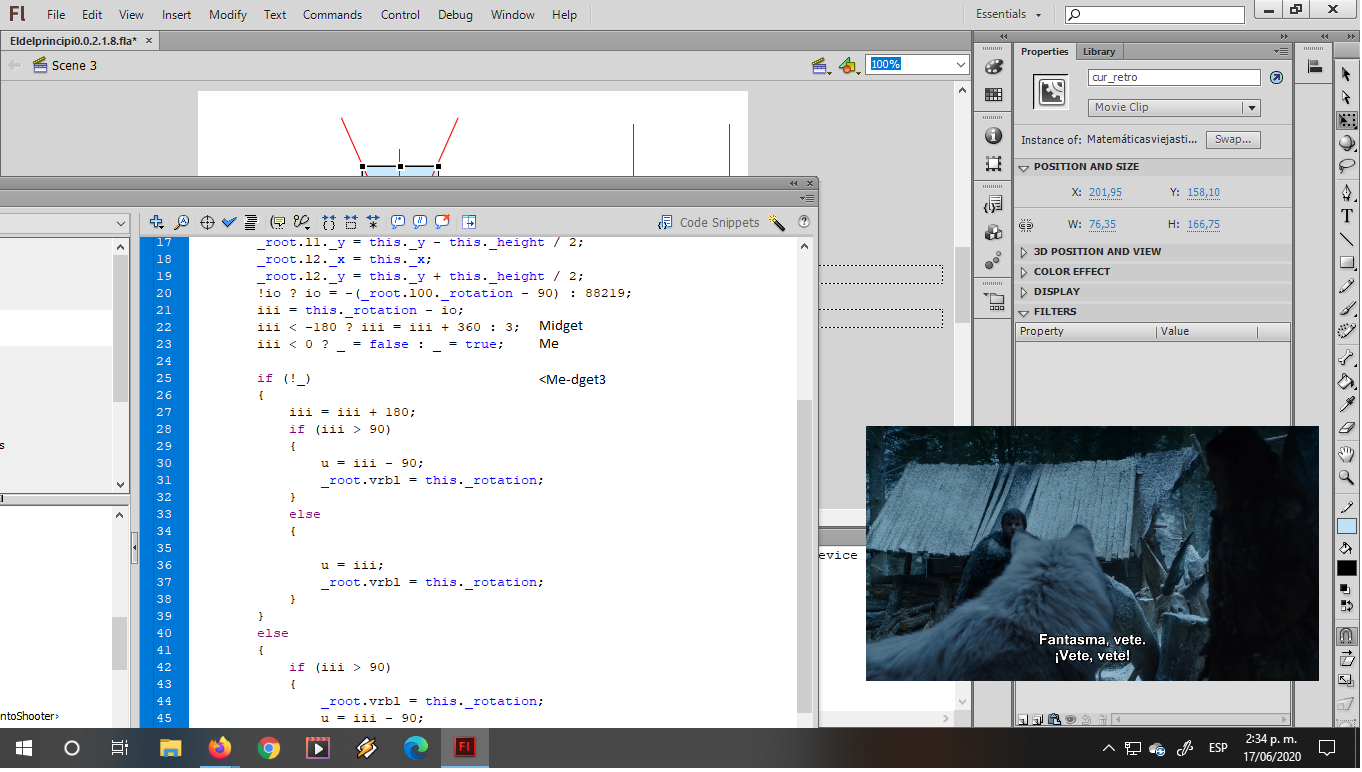 Fl File Edit View Insert Modify Text Commands Control Debug Window Help Essentials
Eldelprincipi0.0.2.1.8.fla* ×
Scene 3 100%
Properties Library
cur_retro
Movie Clip
Instance of: Matemáticasviejasti... Swap...
POSITION AND SIZE
X: 201,95 Y: 158,10
W: 76,35 H: 166,75
3D POSITION AND VIEW
COLOR EFFECT
DISPLAY
FILTERS
Property Value
Code Snippets
17 _root.l1._y = this._y - this._height / 2;
18 _root.l2._x = this._x;
19 _root.l2._y = this._y + this._height / 2;
20 !io ? io = -(_root.l00._rotation - 90) : 88219;
21 iii = this._rotation - io;
22 iii < -180 ? iii = iii + 360 : 3; Midget
23 iii < 0 ? _ = false : _ = true; Me
24
25 if (!_) <Me-dget3
26 {
27 iii = iii + 180;
28 if (iii > 90)
29 {
30 u = iii - 90;
31 _root.vrbl = this._rotation;
32 }
33 else
34 {
35
36 u = iii;
37 _root.vrbl = this._rotation;
38 }
39 }
40 else
41 {
42 if (iii > 90)
43 {
44 _root.vrbl = this._rotation;
45 u = iii - 90;
s
evice
ntoShooter>
Fantasma, vete.
¡Vete, vete!
Fl
ESP
2:34 p. m.
17/06/2020